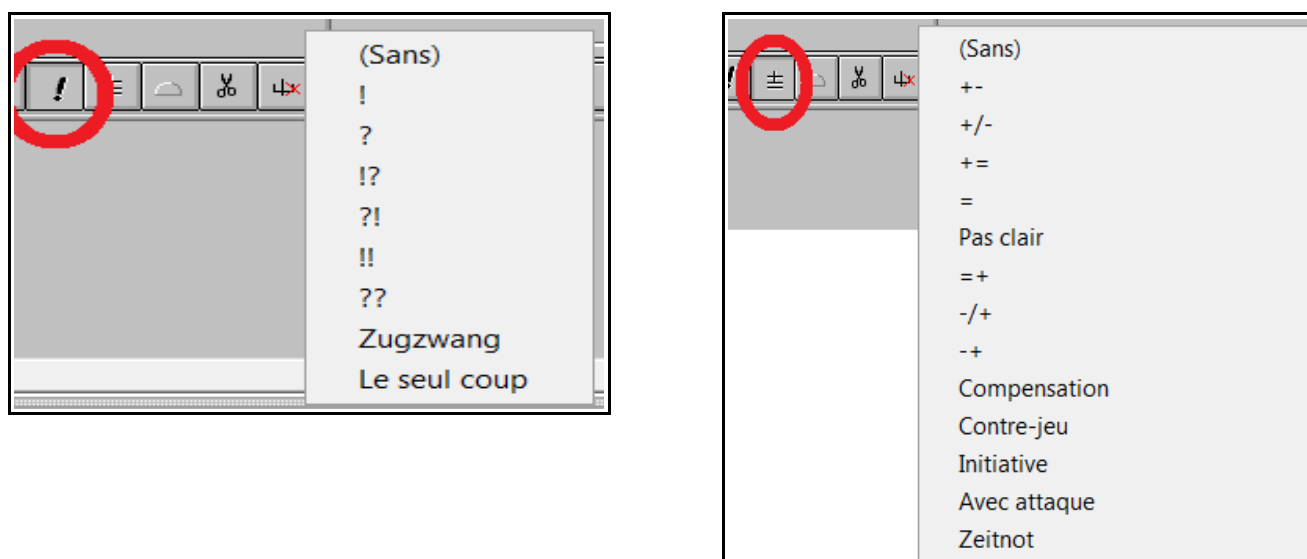 (Sans)
!
?
!?
?!
!!
??
Zugzwang
Le seul coup
(Sans)
+-
+/-
+=
=
Pas clair
=+
-/+
-+
Compensation
Contre-jeu
Initiative
Avec attaque
Zeitnot